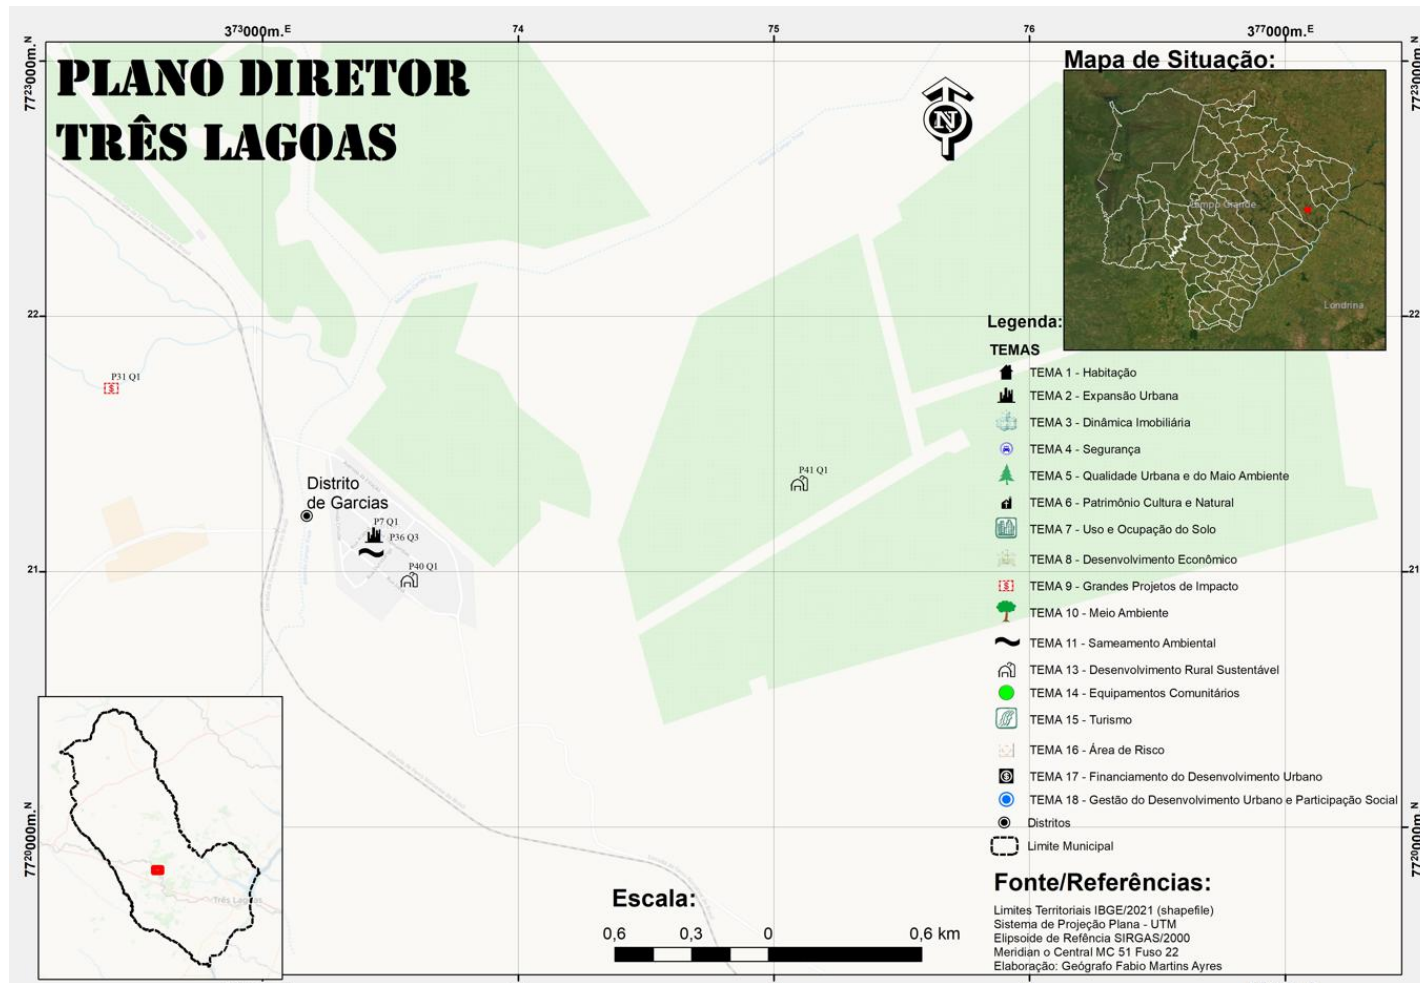 373000m.E
74
75
76
377000m.E
7723000m.N
7723000m.N
PLANO DIRETOR
TRÊS LAGOAS
Mapa de Situação:
Campo Grande
Londrina
22
22
P31 Q1
P41 Q1
Distrito
de Garcias
P7 Q1
P36 Q3
P40 Q1
21
21
Legenda:
TEMAS
TEMA 1 - Habitação
TEMA 2 - Expansão Urbana
TEMA 3 - Dinâmica Imobiliária
TEMA 4 - Segurança
TEMA 5 - Qualidade Urbana e do Maio Ambiente
TEMA 6 - Patrimônio Cultura e Natural
TEMA 7 - Uso e Ocupação do Solo
TEMA 8 - Desenvolvimento Econômico
TEMA 9 - Grandes Projetos de Impacto
TEMA 10 - Meio Ambiente
TEMA 11 - Sameamento Ambiental
TEMA 13 - Desenvolvimento Rural Sustentável
TEMA 14 - Equipamentos Comunitários
TEMA 15 - Turismo
TEMA 16 - Área de Risco
TEMA 17 - Financiamento do Desenvolvimento Urbano
TEMA 18 - Gestão do Desenvolvimento Urbano e Participação Social
Distritos
Limite Municipal
7720000m.N
7720000m.N
Três Lagoas
Escala:
0,6 0,3 0 0,6 km
Fonte/Referências:
Limites Territoriais IBGE/2021 (shapefile)
Sistema de Projeção Plana - UTM
Elipsoide de Refência SIRGAS/2000
Meridian o Central MC 51 Fuso 22
Elaboração: Geógrafo Fabio Martins Ayres
N